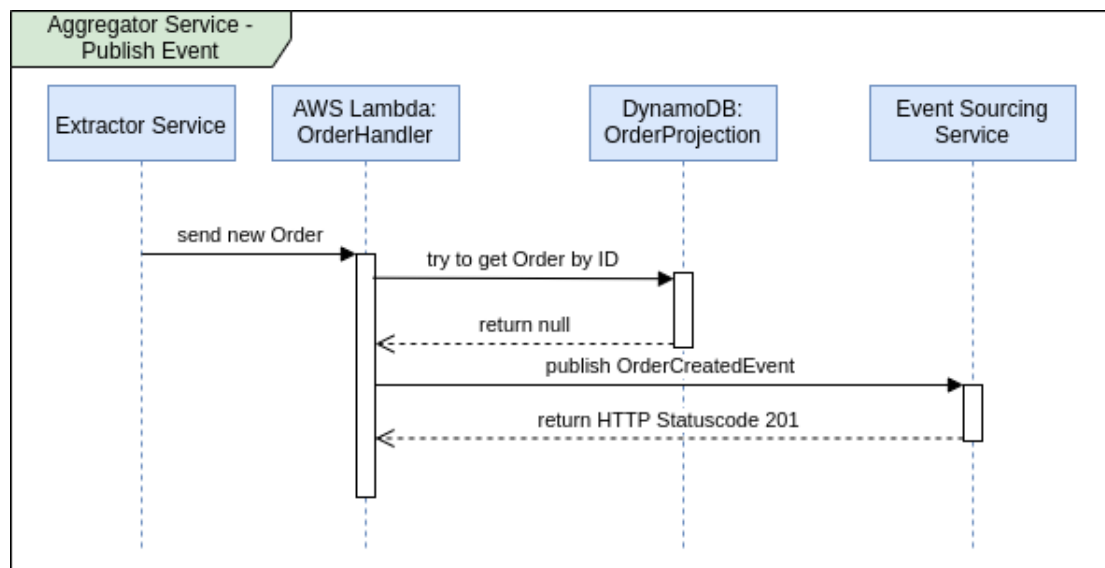 Aggregator Service -
Publish Event
Extractor Service
AWS Lambda:
OrderHandler
DynamoDB:
OrderProjection
Event Sourcing
Service
send new Order
try to get Order by ID
return null
publish OrderCreatedEvent
return HTTP Statuscode 201